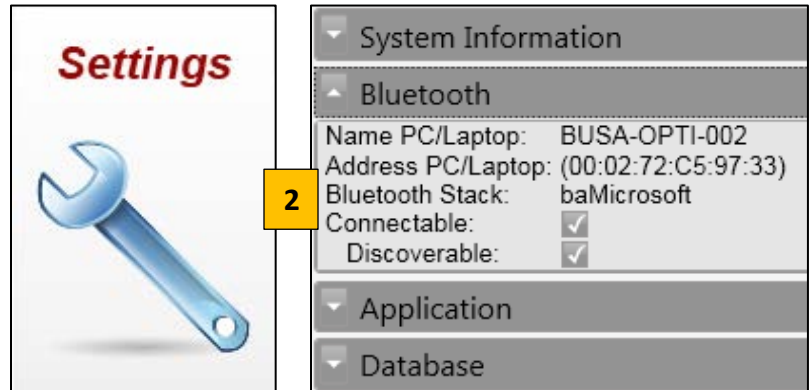 Settings
2
System Information
Bluetooth
Name PC/Laptop: BUSA-OPTI-002
Address PC/Laptop: (00:02:72:C5:97:33)
Bluetooth Stack: baMicrosoft
Connectable:
Discoverable:
Application
Database